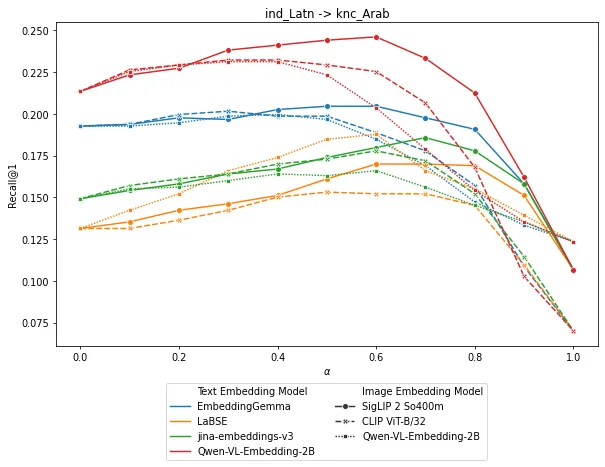 ind_Latn -> knc_Arab
0.250
0.225
0.200
0.175
0.150
0.125
0.100
0.075
Recall@1
0.0 0.2 0.4 0.6 0.8 1.0
α
Text Embedding Model Image Embedding Model
EmbeddingGemma SigLIP 2 So400m
LaBSE CLIP ViT-B/32
jina-embeddings-v3 Qwen-VL-Embedding-2B
Qwen-VL-Embedding-2B